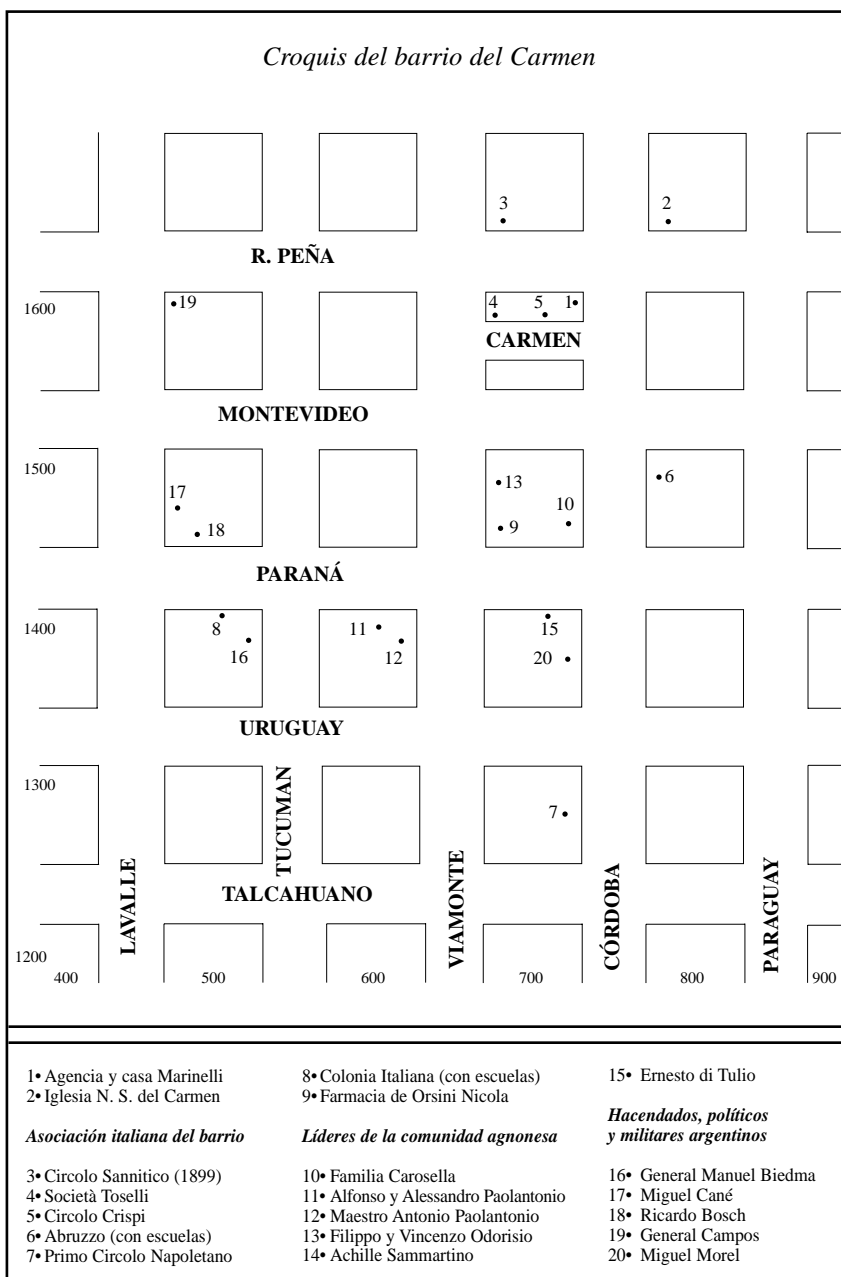 Croquis del barrio del Carmen
3
2
R. PEÑA
1600
•19
4
5
1•
CARMEN
MONTEVIDEO
1500
17
18
13
10
9
6
PARANÁ
1400
8
16
11
12
15
20
URUGUAY
1300
7
LAVALLE
TUCUMAN
VIAMONTE
CÓRDOBA
PARAGUAY
TALCAHUANO
1200
400
500
600
700
800
900
1• Agencia y casa Marinelli
2• Iglesia N. S. del Carmen
Asociación italiana del barrio
3• Circolo Sannitico (1899)
4• Società Toselli
5• Circolo Crispi
6• Abruzzo (con escuelas)
7• Primo Circolo Napoletano
8• Colonia Italiana (con escuelas)
9• Farmacia de Orsini Nicola
Líderes de la comunidad agnonesa
10• Familia Carosella
11• Alfonso y Alessandro Paolantonio
12• Maestro Antonio Paolantonio
13• Filippo y Vincenzo Odorisio
14• Achille Sammartino
15• Ernesto di Tulio
Hacendados, políticos
y militares argentinos
16• General Manuel Biedma
17• Miguel Cané
18• Ricardo Bosch
19• General Campos
20• Miguel Morel